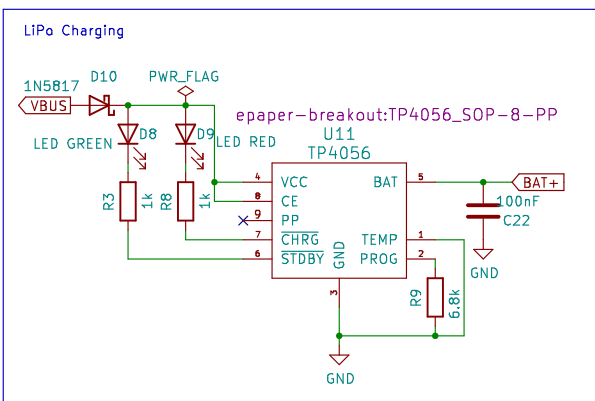 LiPo Charging
D10
PWR_FLAG
1N5817
VBUS
epaper-breakout:TP4056_SOP-8-PP
D8
D9
LED GREEN
LED RED
U11
TP4056
4
VCC
BAT
5
BAT+
8
CE
R3
1k
R8
1k
9
PP
100nF
C22
7
CHRG
TEMP
1
6
STDBY
GND
PROG
2
GND
3
R9
6.8k
GND